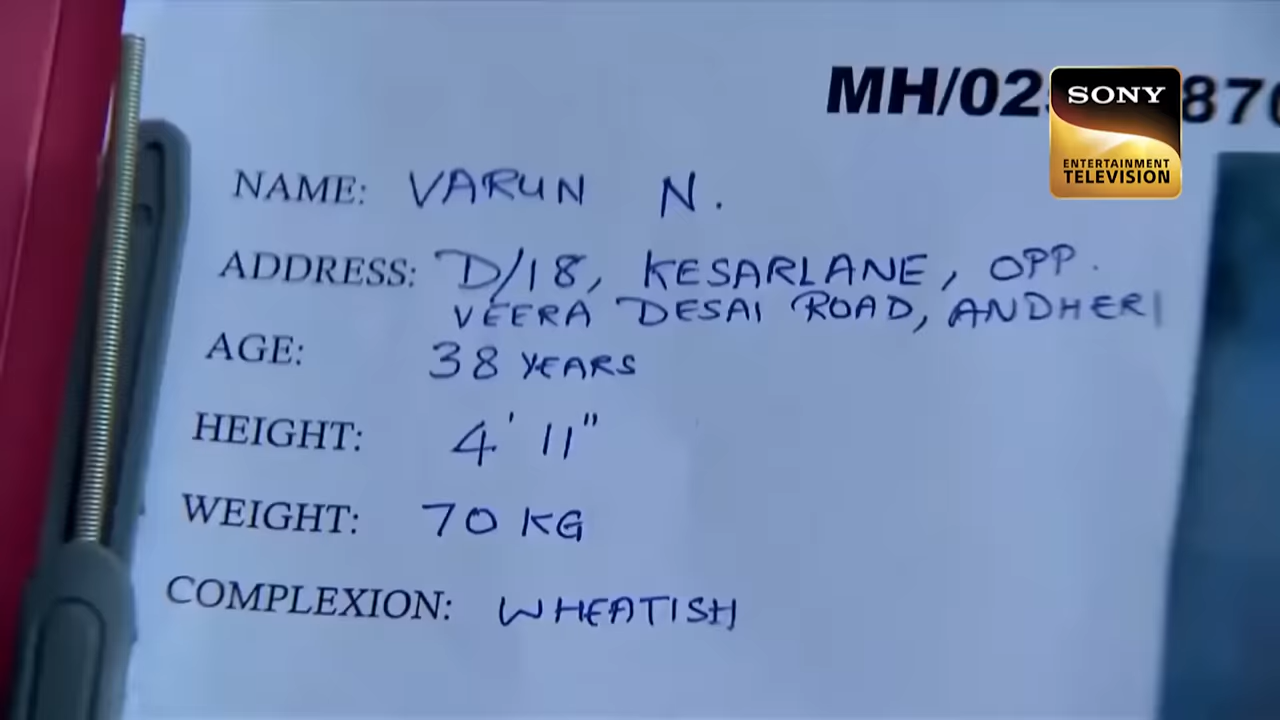 MH/02
870
SONY
ENTERTAINMENT
TELEVISION
NAME: VARUN N.
ADDRESS: D/18, KESARLANE, OPP.
VEERA DESAI ROAD, ANDHERI
AGE: 38 YEARS
HEIGHT: 4' 11"
WEIGHT: 70 KG
COMPLEXION: WHEATISH